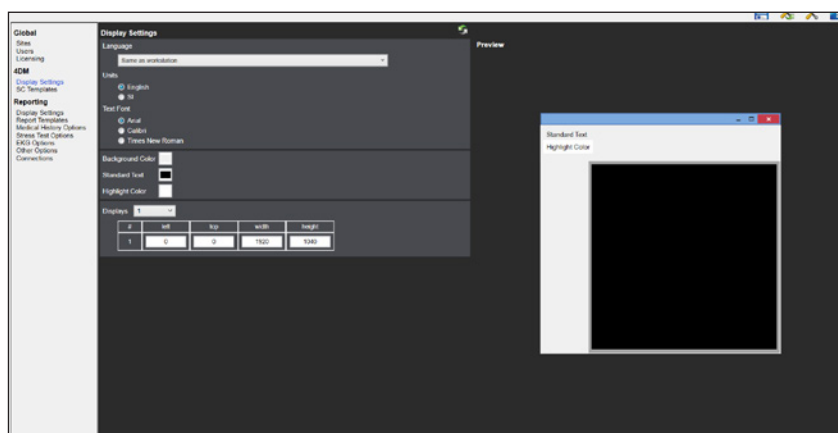 Global
Sites
Users
Licensing
4DM
Display Settings
SC Templates
Reporting
Display Settings
Report Templates
Medical History Options
Stress Test Options
EKG Options
Other Options
Connections
Display Settings
Language
Same as workstation
Units
English
SI
Text Font
Arial
Calibri
Times New Roman
Background Color
Standard Text
Highlight Color
Displays 1
# left top width height
1 0 0 1920 1040
Preview
Standard Text
Highlight Color